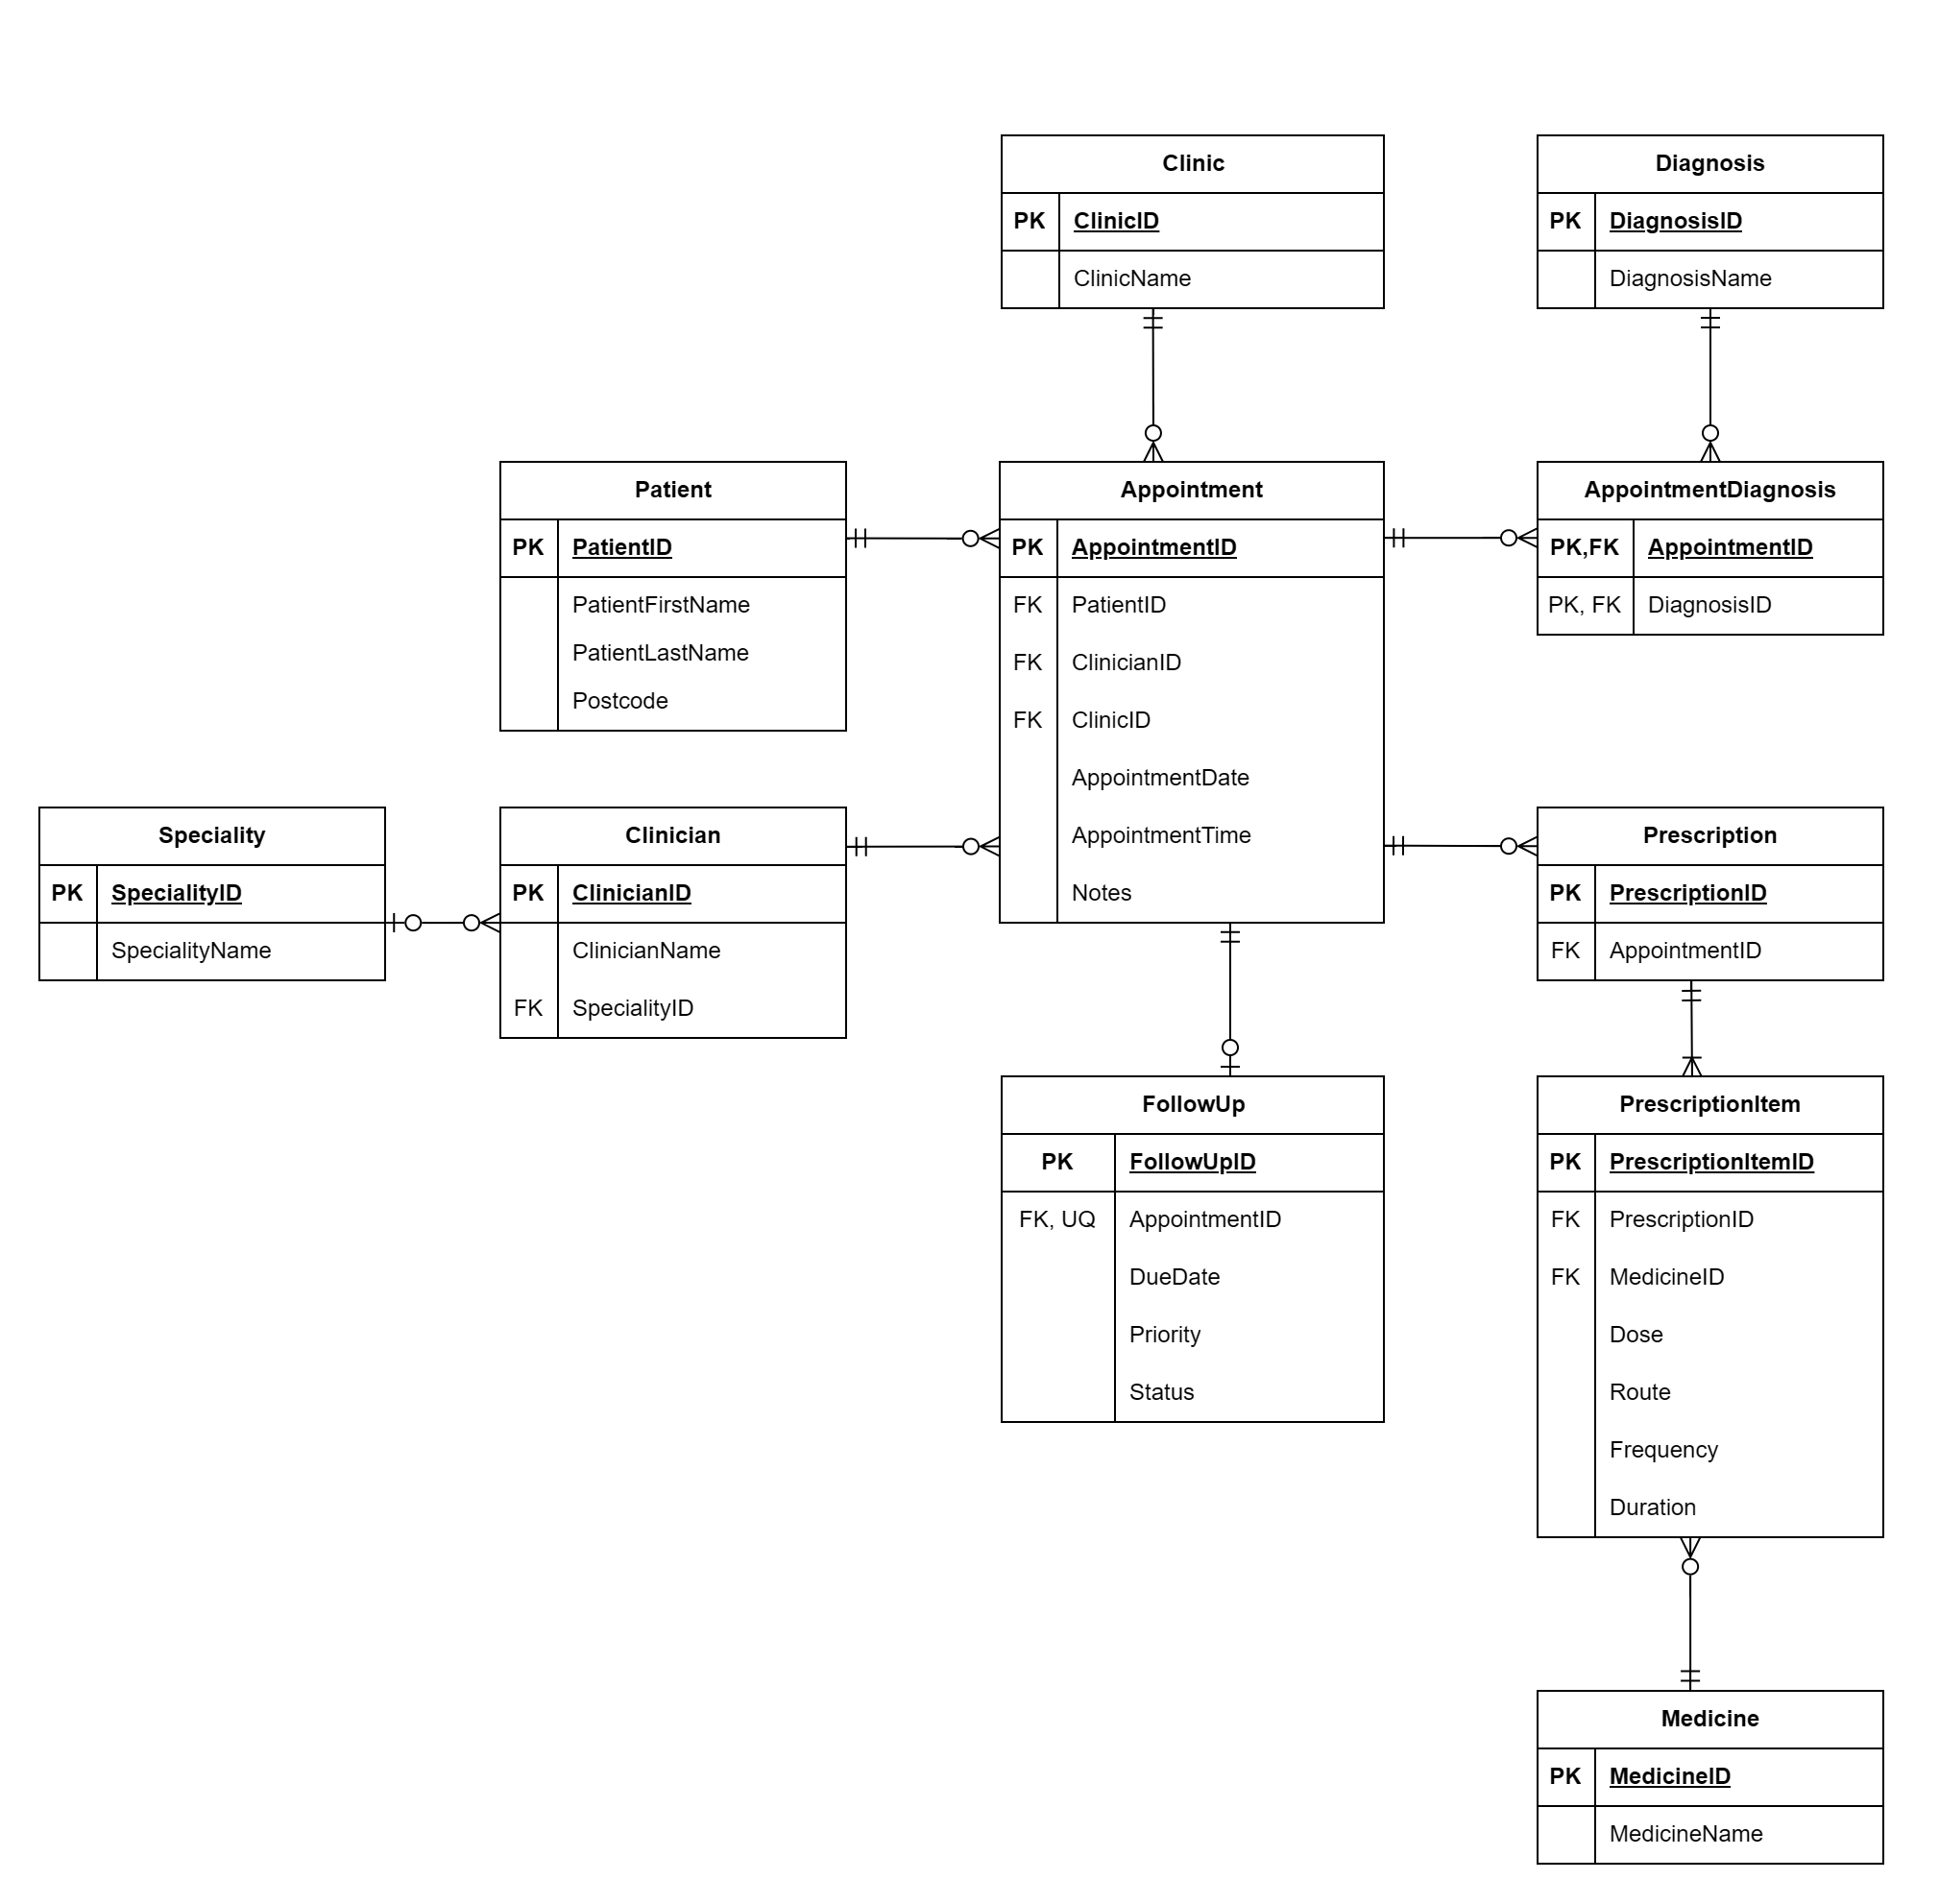 Clinic
PK ClinicID
ClinicName
Diagnosis
PK DiagnosisID
DiagnosisName
Patient
PK PatientID
PatientFirstName
PatientLastName
Postcode
Appointment
PK AppointmentID
FK PatientID
FK ClinicianID
FK ClinicID
AppointmentDate
AppointmentTime
Notes
AppointmentDiagnosis
PK,FK AppointmentID
PK, FK DiagnosisID
Speciality
PK SpecialityID
SpecialityName
Clinician
PK ClinicianID
ClinicianName
FK SpecialityID
Prescription
PK PrescriptionID
FK AppointmentID
FollowUp
PK FollowUpID
FK, UQ AppointmentID
DueDate
Priority
Status
PrescriptionItem
PK PrescriptionItemID
FK PrescriptionID
FK MedicineID
Dose
Route
Frequency
Duration
Medicine
PK MedicineID
MedicineName